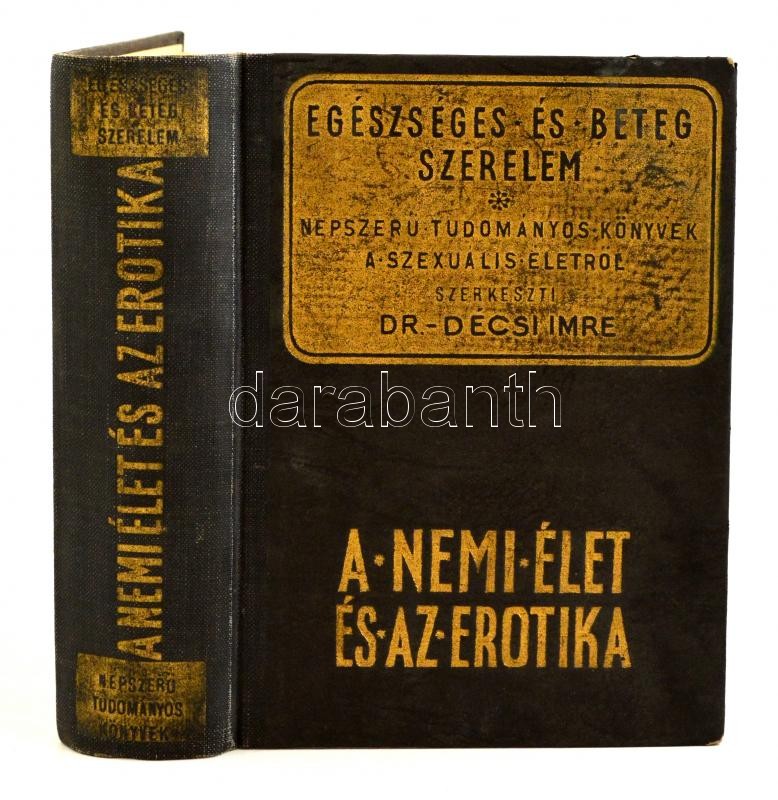 EGÉSZSÉGES
ÉS BETEG
SZERELEM
A NEMI ÉLET ÉS AZ EROTIKA
NÉPSZERŰ
TUDOMÁNYOS
KÖNYVEK
EGÉSZSÉGES·ÉS·BETEG
SZERELEM
NÉPSZERŰ TUDOMÁNYOS·KÖNYVEK
A·SZEXUÁLIS·ÉLETRŐL
SZERKESZTI
DR.-DÉCSI IMRE
darabanth
A·NEMI·ÉLET
ÉS·AZ·EROTIKA